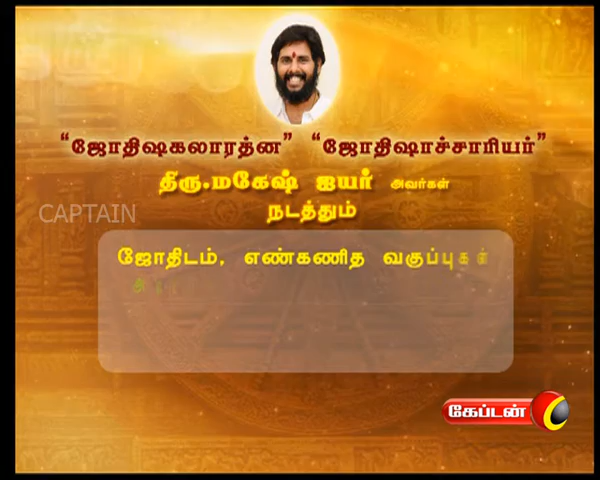 “ஜோதிஷகலாரத்ன” “ஜோதிஷாச்சாரியர்”
திரு.மகேஷ் ஐயர் அவர்கள்
நடத்தும்
CAPTAIN
ஜோதிடம், எண்கணித வகுப்புகள்
கேப்டன்